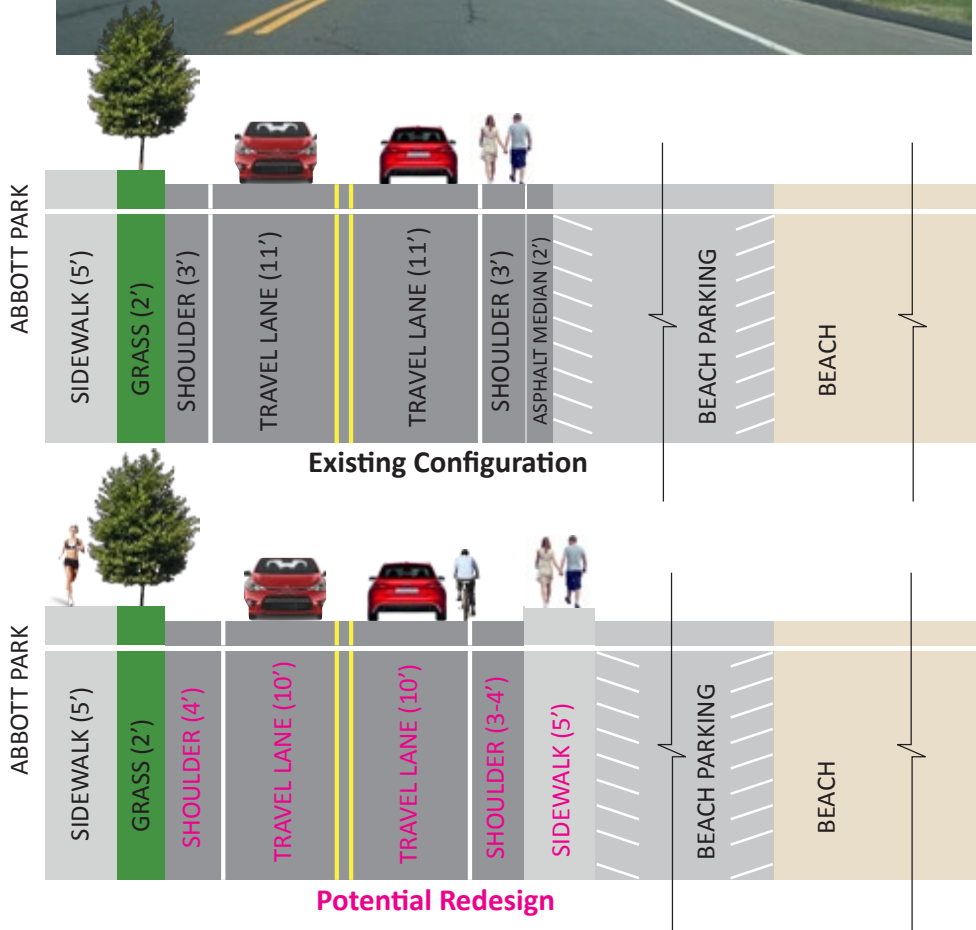 ABBOTT PARK
SIDEWALK (5’)
GRASS (2’)
SHOULDER (3’)
TRAVEL LANE (11’)
TRAVEL LANE (11’)
SHOULDER (3’)
ASPHALT MEDIAN (2’)
BEACH PARKING
BEACH
Existing Configuration
ABBOTT PARK
SIDEWALK (5’)
GRASS (2’)
SHOULDER (4’)
TRAVEL LANE (10’)
TRAVEL LANE (10’)
SHOULDER (3-4’)
SIDEWALK (5’)
BEACH PARKING
BEACH
Potential Redesign